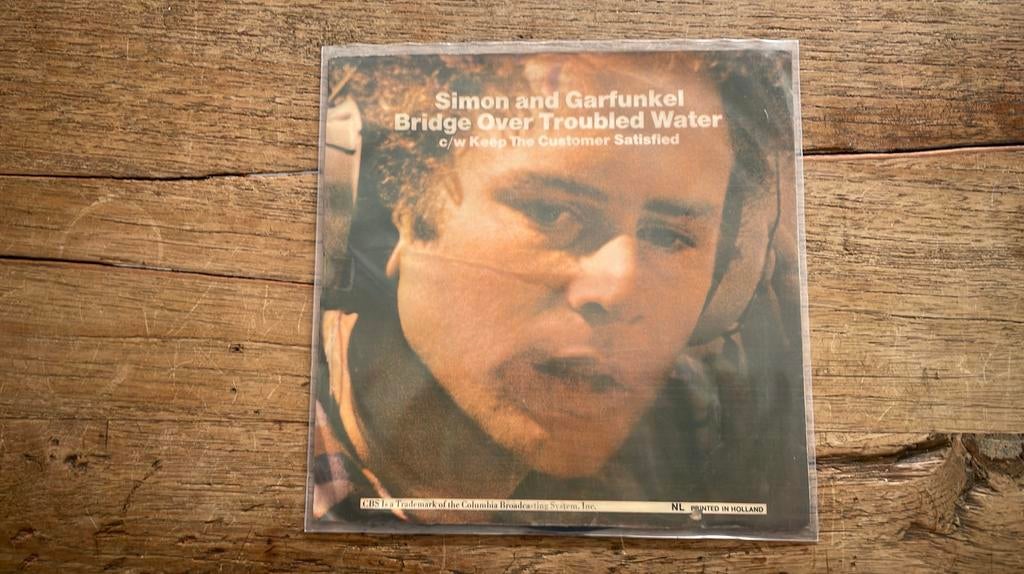 Simon and Garfunkel
Bridge Over Troubled Water
c/w Keep The Customer Satisfied
CBS Is a Trademark of the Columbia Broadcasting System, Inc. NL PRINTED IN HOLLAND